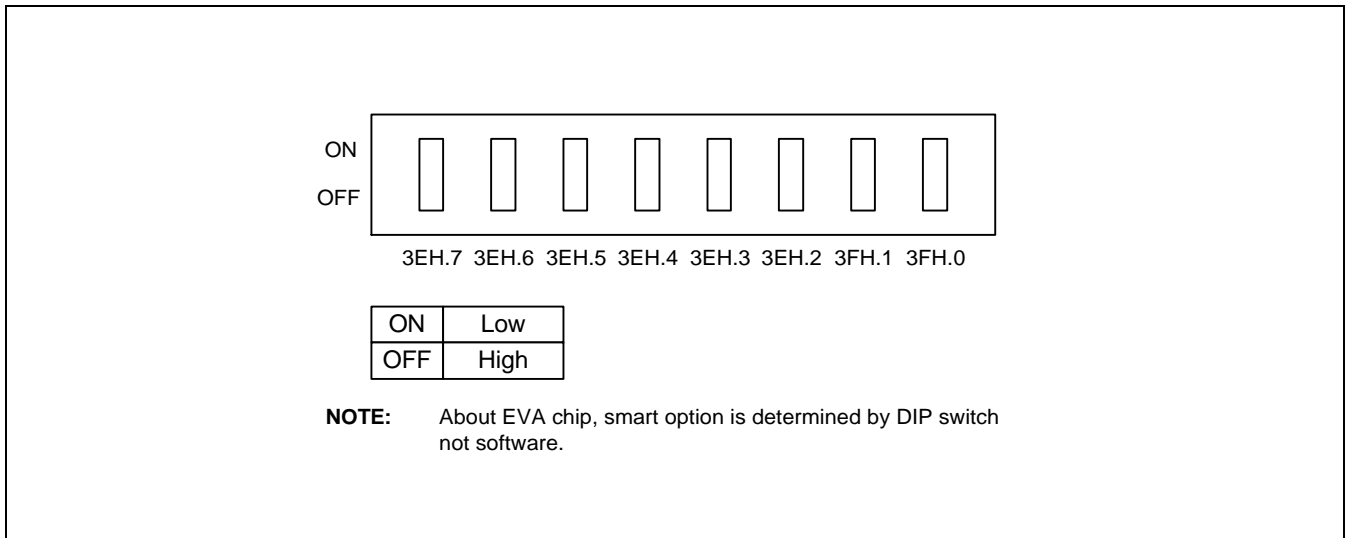 ON
OFF
3EH.7 3EH.6 3EH.5 3EH.4 3EH.3 3EH.2 3FH.1 3FH.0
ON Low
OFF High
NOTE: About EVA chip, smart option is determined by DIP switch
not software.